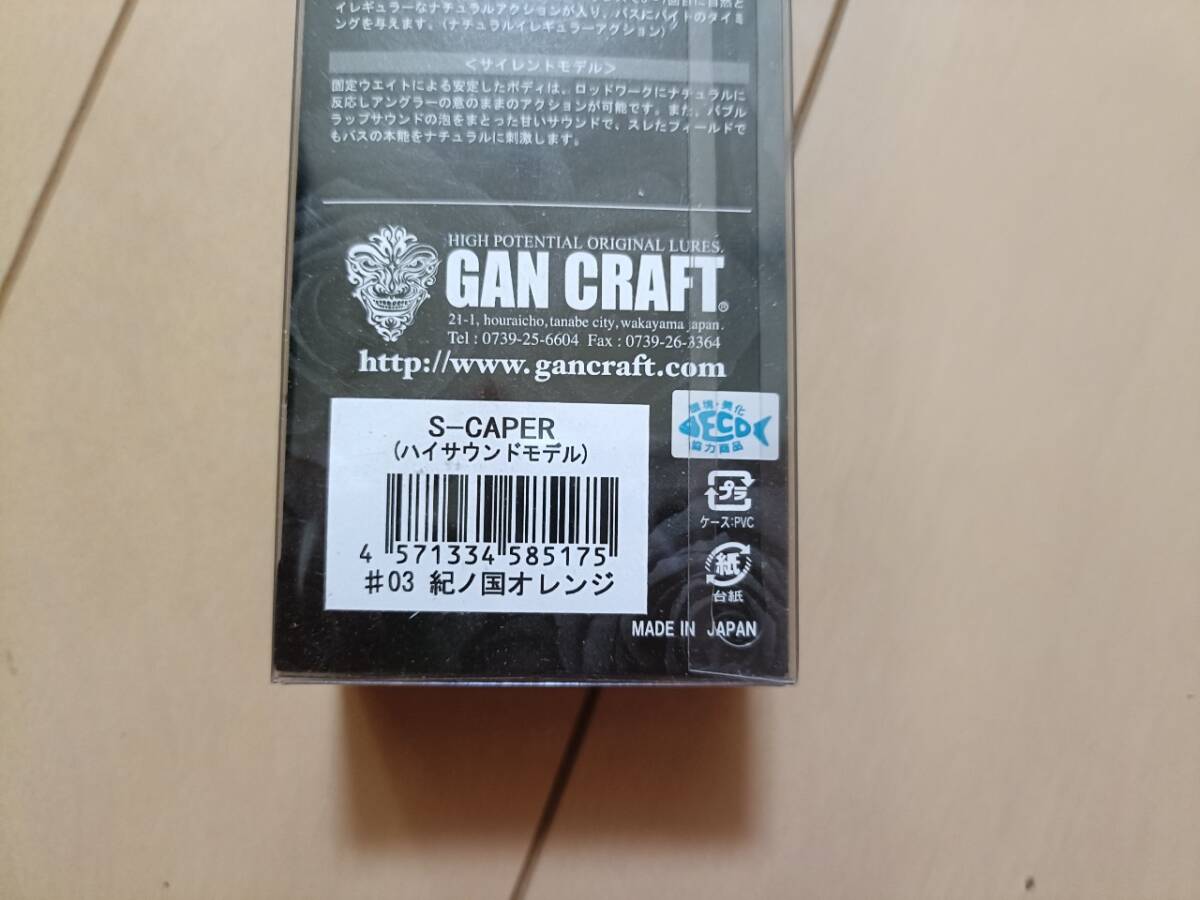 イレギュラーなナチュラルアクションが入り、バスにバイトのタイミ
ングを与えます。(ナチュラルイレギュラーアクション)
<サイレントモデル>
固定ウエイトによる安定したボディは、ロッドワークにナチュラルに
反応しアングラーの意のままのアクションが可能です。また、バブル
ラップサウンドの泡をまとった甘いサウンドで、スレたフィールドで
もバスの本能をナチュラルに刺激します。
HIGH POTENTIAL ORIGINAL LURES.
GAN CRAFT®
21-1, houraicho, tanabe city, wakayama japan.
Tel : 0739-25-6604 Fax : 0739-26-3364
http://www.gancraft.com
S-CAPER
(ハイサウンドモデル)
4 571334 585175
♯03 紀ノ国オレンジ
環境・美化
ECO
協力商品
プラ
ケース:PVC
紙
台紙
MADE IN JAPAN